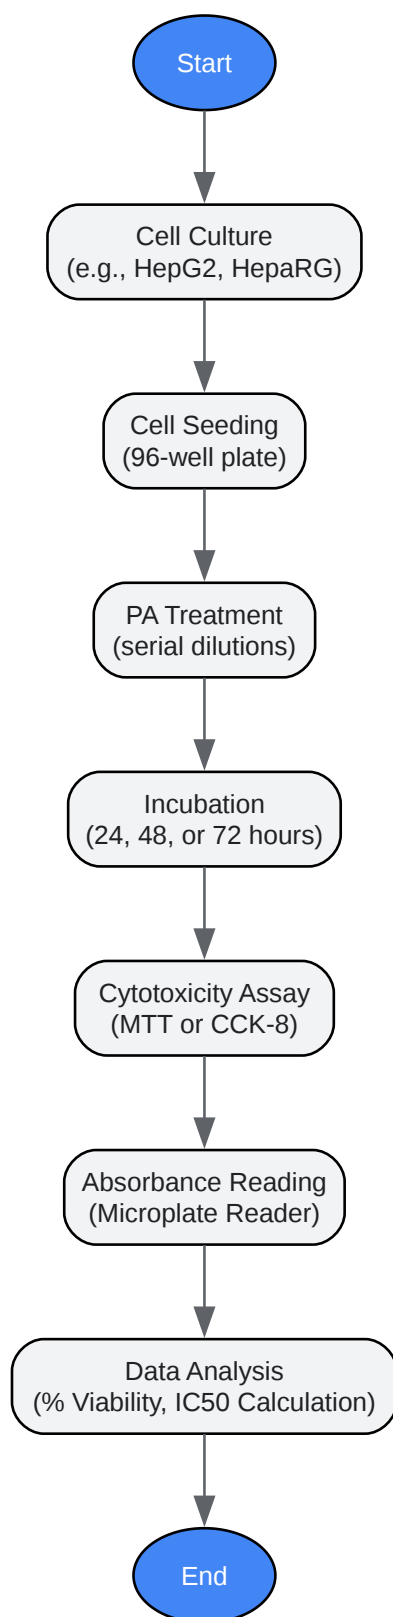 Start
Cell Culture
(e.g., HepG2, HepaRG)
Cell Seeding
(96-well plate)
PA Treatment
(serial dilutions)
Incubation
(24, 48, or 72 hours)
Cytotoxicity Assay
(MTT or CCK-8)
Absorbance Reading
(Microplate Reader)
Data Analysis
(% Viability, IC50 Calculation)
End